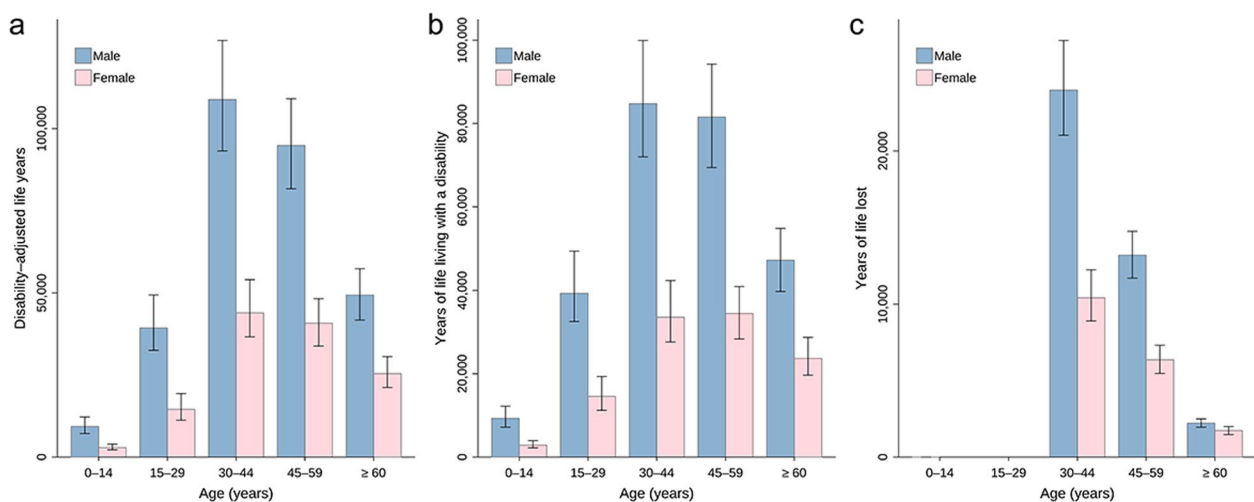 a
Male
Female
Disability–adjusted life years
0
50,000
100,000
0–14
15–29
30–44
45–59
≥ 60
Age (years)
b
Male
Female
Years of life living with a disability
0
20,000
40,000
60,000
80,000
100,000
0–14
15–29
30–44
45–59
≥ 60
Age (years)
c
Male
Female
Years of life lost
0
10,000
20,000
0–14
15–29
30–44
45–59
≥ 60
Age (years)